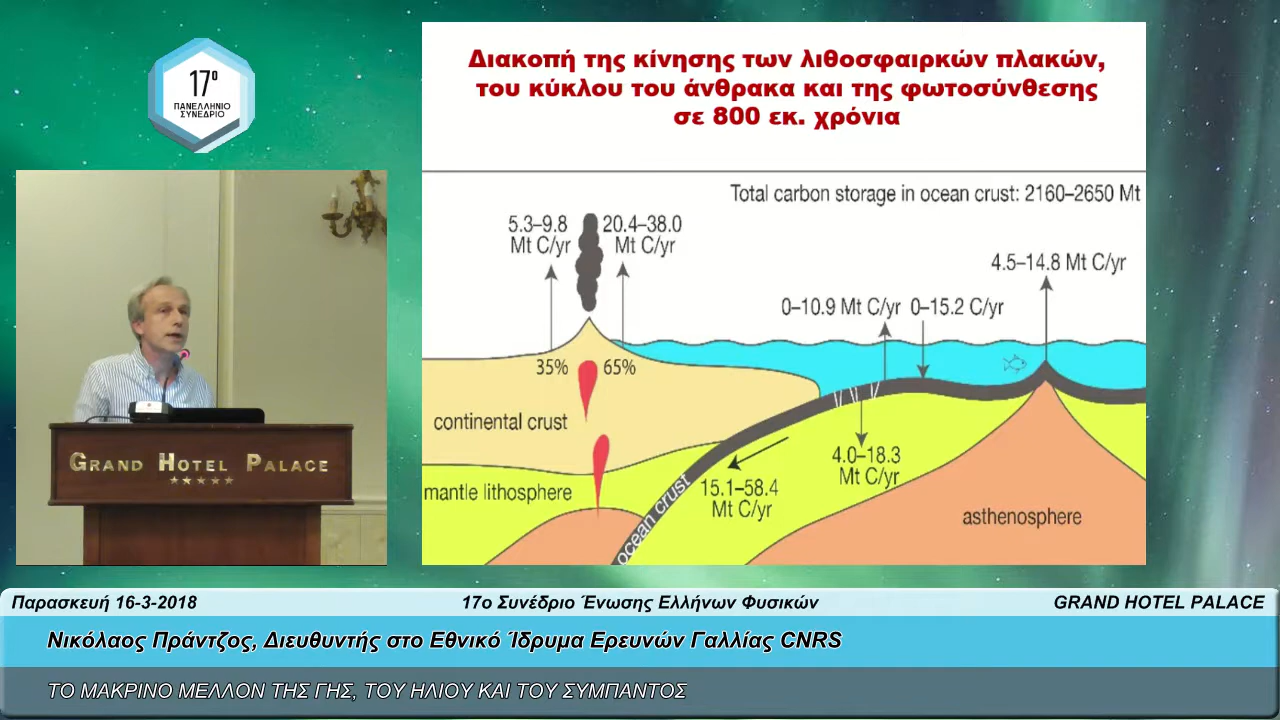 17ο
ΠΑΝΕΛΛΗΝΙΟ
ΣΥΝΕΔΡΙΟ
Διακοπή της κίνησης των λιθοσφαιρκών πλακών,
του κύκλου του άνθρακα και της φωτοσύνθεσης
σε 800 εκ. χρόνια
Total carbon storage in ocean crust: 2160–2650 Mt
5.3–9.8
Mt C/yr
20.4–38.0
Mt C/yr
4.5–14.8 Mt C/yr
0–10.9 Mt C/yr
0–15.2 C/yr
35%
65%
continental crust
4.0–18.3
Mt C/yr
mantle lithosphere
15.1–58.4
Mt C/yr
ocean crust
asthenosphere
GRAND HOTEL PALACE
Παρασκευή 16-3-2018
17ο Συνέδριο Ένωσης Ελλήνων Φυσικών
GRAND HOTEL PALACE
Νικόλαος Πράντζος, Διευθυντής στο Εθνικό Ίδρυμα Ερευνών Γαλλίας CNRS
ΤΟ ΜΑΚΡΙΝΟ ΜΕΛΛΟΝ ΤΗΣ ΓΗΣ, ΤΟΥ ΗΛΙΟΥ ΚΑΙ ΤΟΥ ΣΥΜΠΑΝΤΟΣ